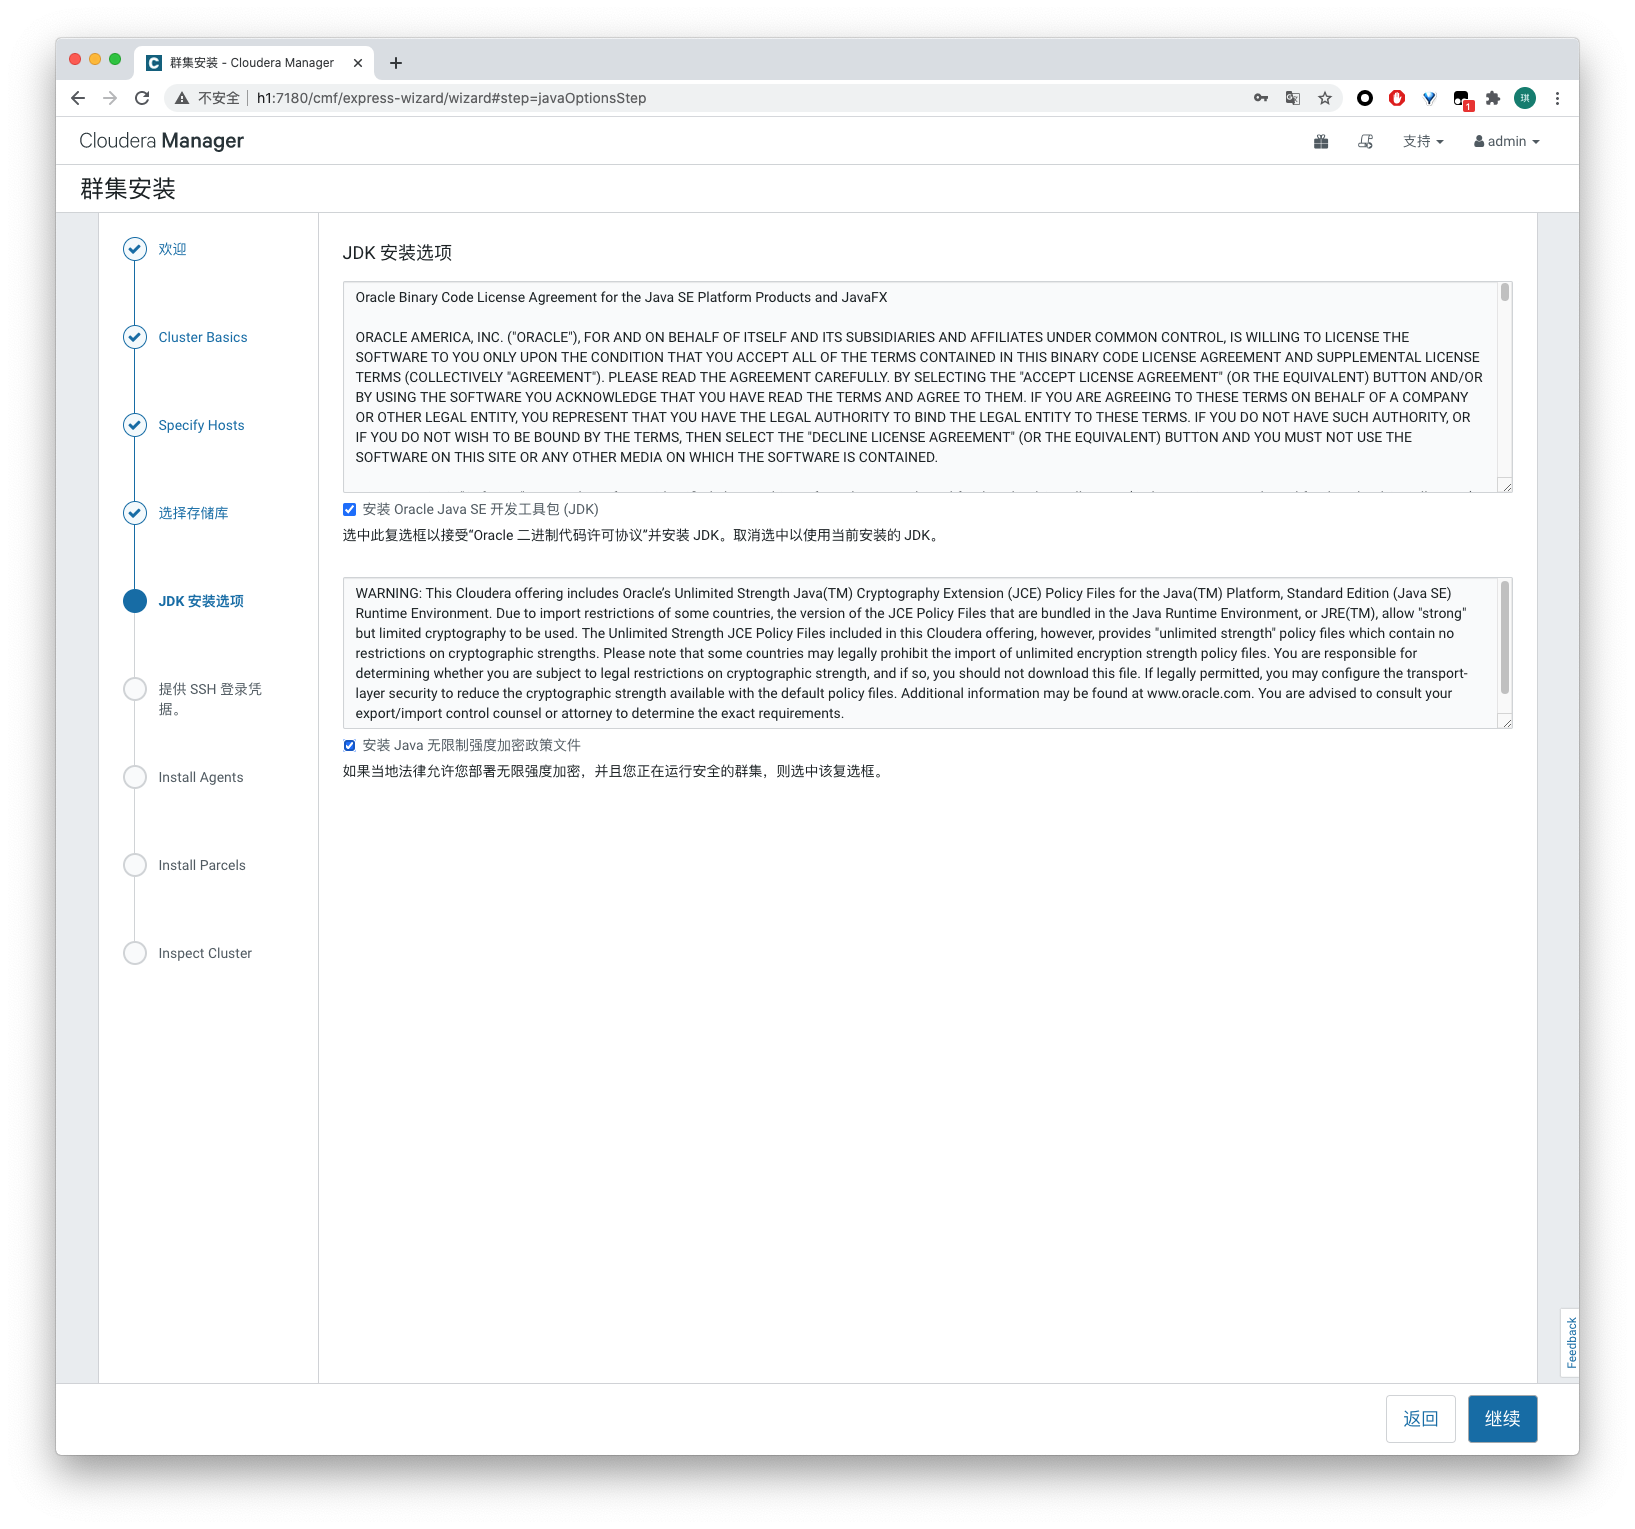 群集安装 - Cloudera Manager
不安全
h1:7180/cmf/express-wizard/wizard#step=javaOptionsStep
1
琪
Cloudera Manager
支持
admin
群集安装
欢迎
Cluster Basics
Specify Hosts
选择存储库
JDK 安装选项
提供 SSH 登录凭
据。
Install Agents
Install Parcels
Inspect Cluster
JDK 安装选项
Oracle Binary Code License Agreement for the Java SE Platform Products and JavaFX
ORACLE AMERICA, INC. ("ORACLE"), FOR AND ON BEHALF OF ITSELF AND ITS SUBSIDIARIES AND AFFILIATES UNDER COMMON CONTROL, IS WILLING TO LICENSE THE
SOFTWARE TO YOU ONLY UPON THE CONDITION THAT YOU ACCEPT ALL OF THE TERMS CONTAINED IN THIS BINARY CODE LICENSE AGREEMENT AND SUPPLEMENTAL LICENSE
TERMS (COLLECTIVELY "AGREEMENT"). PLEASE READ THE AGREEMENT CAREFULLY. BY SELECTING THE "ACCEPT LICENSE AGREEMENT" (OR THE EQUIVALENT) BUTTON AND/OR
BY USING THE SOFTWARE YOU ACKNOWLEDGE THAT YOU HAVE READ THE TERMS AND AGREE TO THEM. IF YOU ARE AGREEING TO THESE TERMS ON BEHALF OF A COMPANY
OR OTHER LEGAL ENTITY, YOU REPRESENT THAT YOU HAVE THE LEGAL AUTHORITY TO BIND THE LEGAL ENTITY TO THESE TERMS. IF YOU DO NOT HAVE SUCH AUTHORITY, OR
IF YOU DO NOT WISH TO BE BOUND BY THE TERMS, THEN SELECT THE "DECLINE LICENSE AGREEMENT" (OR THE EQUIVALENT) BUTTON AND YOU MUST NOT USE THE
SOFTWARE ON THIS SITE OR ANY OTHER MEDIA ON WHICH THE SOFTWARE IS CONTAINED.
安装 Oracle Java SE 开发工具包 (JDK)
选中此复选框以接受“Oracle 二进制代码许可协议”并安装 JDK。取消选中以使用当前安装的 JDK。
WARNING: This Cloudera offering includes Oracle’s Unlimited Strength Java(TM) Cryptography Extension (JCE) Policy Files for the Java(TM) Platform, Standard Edition (Java SE)
Runtime Environment. Due to import restrictions of some countries, the version of the JCE Policy Files that are bundled in the Java Runtime Environment, or JRE(TM), allow "strong"
but limited cryptography to be used. The Unlimited Strength JCE Policy Files included in this Cloudera offering, however, provides "unlimited strength" policy files which contain no
restrictions on cryptographic strengths. Please note that some countries may legally prohibit the import of unlimited encryption strength policy files. You are responsible for
determining whether you are subject to legal restrictions on cryptographic strength, and if so, you should not download this file. If legally permitted, you may configure the transport-
layer security to reduce the cryptographic strength available with the default policy files. Additional information may be found at www.oracle.com. You are advised to consult your
export/import control counsel or attorney to determine the exact requirements.
安装 Java 无限制强度加密政策文件
如果当地法律允许您部署无限强度加密，并且您正在运行安全的群集，则选中该复选框。
Feedback
返回
继续